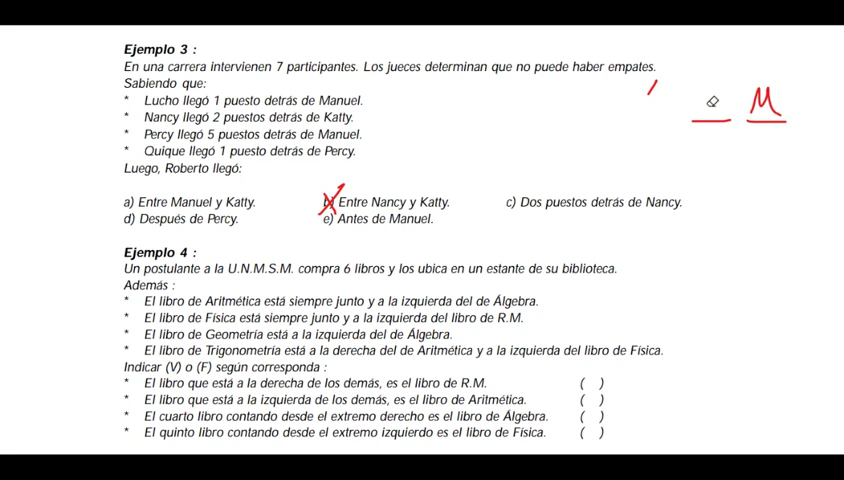 Ejemplo 3 :
En una carrera intervienen 7 participantes. Los jueces determinan que no puede haber empates.
Sabiendo que:
* Lucho llegó 1 puesto detrás de Manuel.
* Nancy llegó 2 puestos detrás de Katty.
* Percy llegó 5 puestos detrás de Manuel.
* Quique llegó 1 puesto detrás de Percy.
Luego, Roberto llegó:
M
a) Entre Manuel y Katty. b) Entre Nancy y Katty. c) Dos puestos detrás de Nancy.
d) Después de Percy. e) Antes de Manuel.
Ejemplo 4 :
Un postulante a la U.N.M.S.M. compra 6 libros y los ubica en un estante de su biblioteca.
Además :
* El libro de Aritmética está siempre junto y a la izquierda del de Álgebra.
* El libro de Física está siempre junto y a la izquierda del libro de R.M.
* El libro de Geometría está a la izquierda del de Álgebra.
* El libro de Trigonometría está a la derecha del de Aritmética y a la izquierda del libro de Física.
Indicar (V) o (F) según corresponda :
* El libro que está a la derecha de los demás, es el libro de R.M. ( )
* El libro que está a la izquierda de los demás, es el libro de Aritmética. ( )
* El cuarto libro contando desde el extremo derecho es el libro de Álgebra. ( )
* El quinto libro contando desde el extremo izquierdo es el libro de Física. ( )